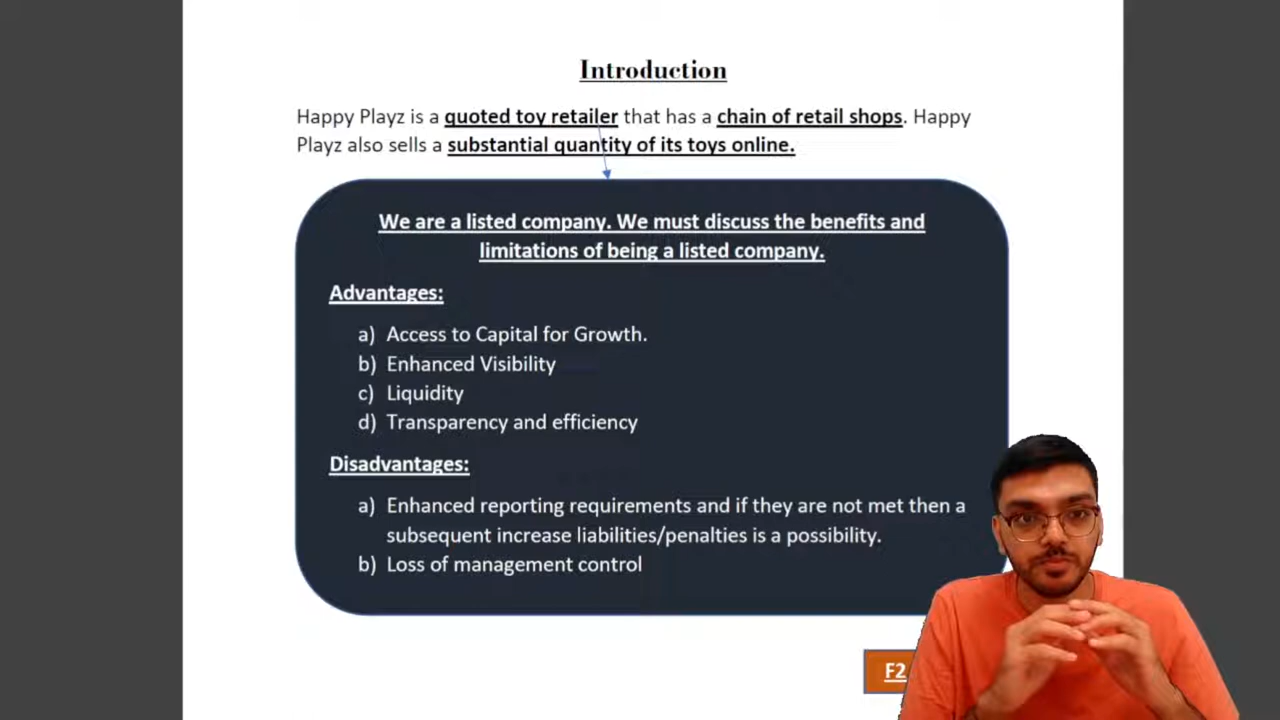 Introduction
Happy Playz is a quoted toy retailer that has a chain of retail shops. Happy
Playz also sells a substantial quantity of its toys online.
We are a listed company. We must discuss the benefits and
limitations of being a listed company.
Advantages:
a) Access to Capital for Growth.
b) Enhanced Visibility
c) Liquidity
d) Transparency and efficiency
Disadvantages:
a) Enhanced reporting requirements and if they are not met then a
subsequent increase liabilities/penalties is a possibility.
b) Loss of management control
F2